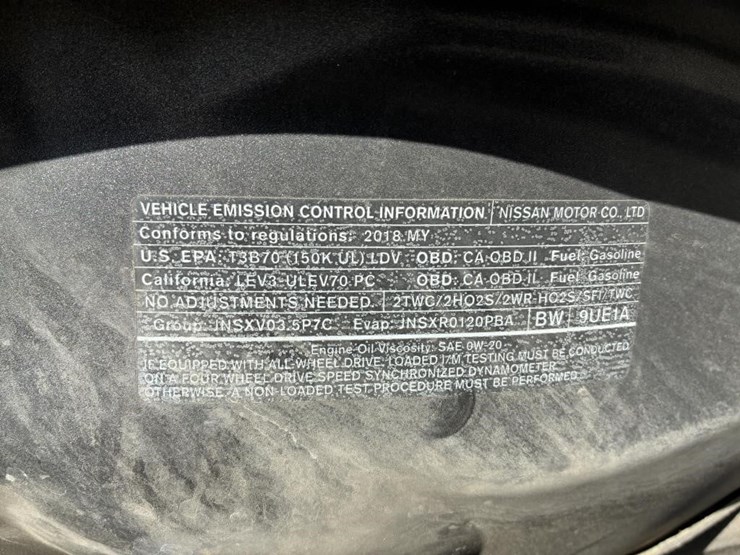 VEHICLE EMISSION CONTROL INFORMATION NISSAN MOTOR CO., LTD
Conforms to regulations: 2018 MY
U.S. EPA: T3B70 (150K UL) LDV OBD: CA OBD II Fuel: Gasoline
California: LEV3-ULEV70 PC OBD: CA OBD II Fuel: Gasoline
NO ADJUSTMENTS NEEDED. 2TWC/2HO2S/2WR-HO2S/SFI/TWC
Group: JNSXV03.5P7C Evap: JNSXR0120PBA BW 9UE1A
Engine Oil Viscosity: SAE 0W-20
IF EQUIPPED WITH ALL-WHEEL DRIVE, LOADED I/M TESTING MUST BE CONDUCTED
ON A FOUR WHEEL DRIVE SPEED SYNCHRONIZED DYNAMOMETER
OTHERWISE, A NON-LOADED TEST PROCEDURE MUST BE PERFORMED.